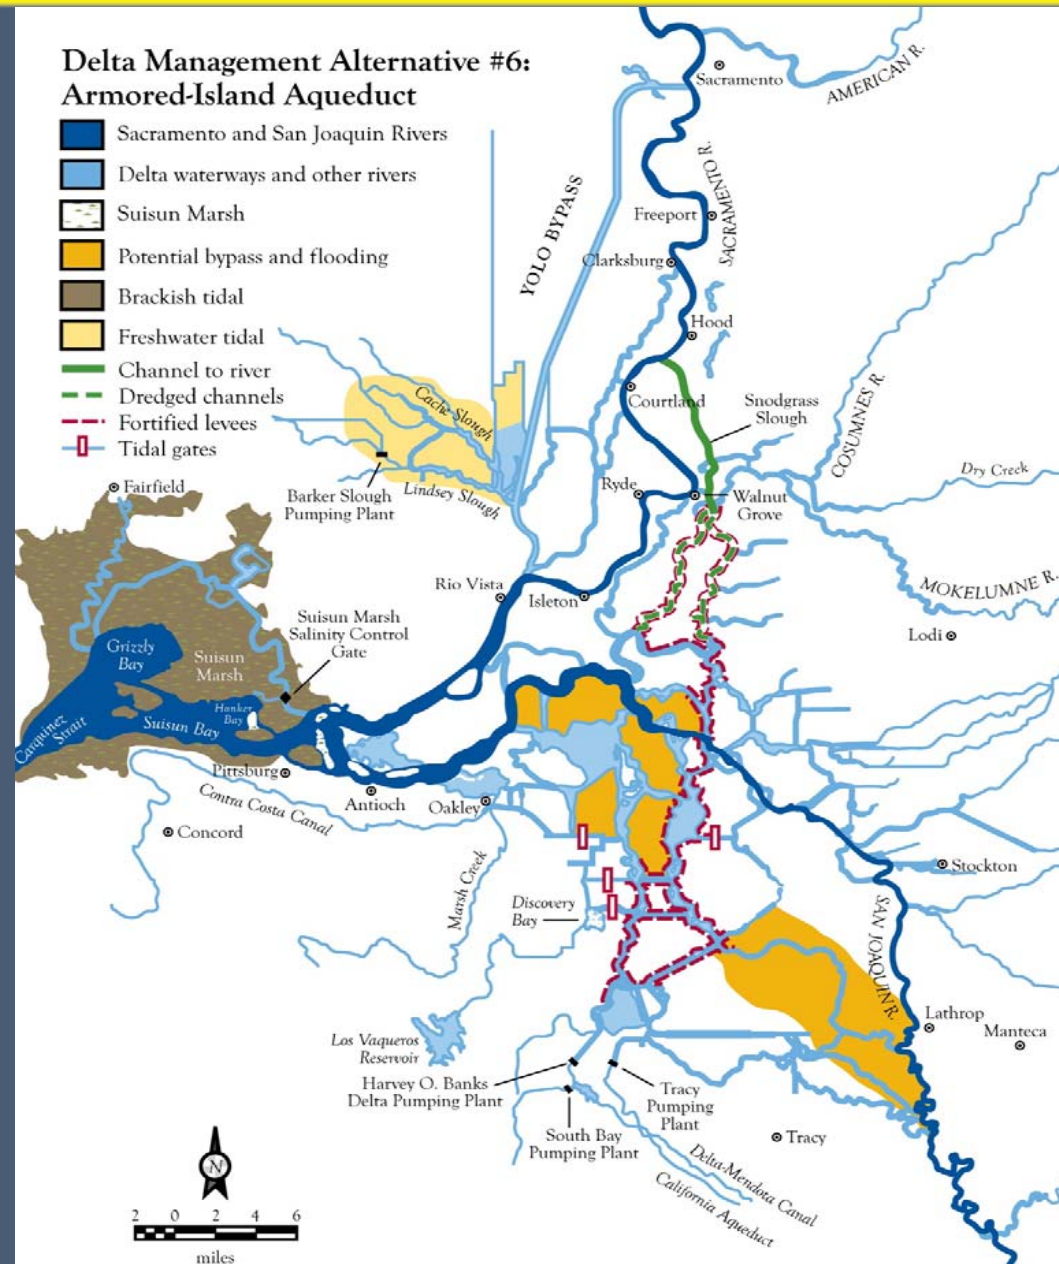 Delta Management Alternative #6:
Armored-Island Aqueduct
Sacramento and San Joaquin Rivers
Delta waterways and other rivers
Suisun Marsh
Potential bypass and flooding
Brackish tidal
Freshwater tidal
Channel to river
Dredged channels
Fortified levees
Tidal gates
Sacramento
AMERICAN R.
SACRAMENTO R.
YOLO BYPASS
Freeport
Clarksburg
Hood
Courtland
Snodgrass
Slough
COSUMNES R.
Dry Creek
Cache Slough
Lindsey Slough
Barker Slough
Pumping Plant
Ryde
Walnut
Grove
Fairfield
MOKELUMNE R.
Lodi
Rio Vista
Isleton
Suisun Marsh
Salinity Control
Gate
Grizzly
Bay
Suisun
Marsh
Honker
Bay
Suisun Bay
Carquinez
Strait
Pittsburg
Antioch
Oakley
Contra Costa Canal
Concord
Marsh Creek
Discovery
Bay
Stockton
SAN JOAQUIN R.
Lathrop
Manteca
Los Vaqueros
Reservoir
Harvey O. Banks
Delta Pumping Plant
Tracy
Pumping
Plant
South Bay
Pumping Plant
Tracy
Delta-Mendota Canal
California Aqueduct
N
2 0 2 4 6
miles